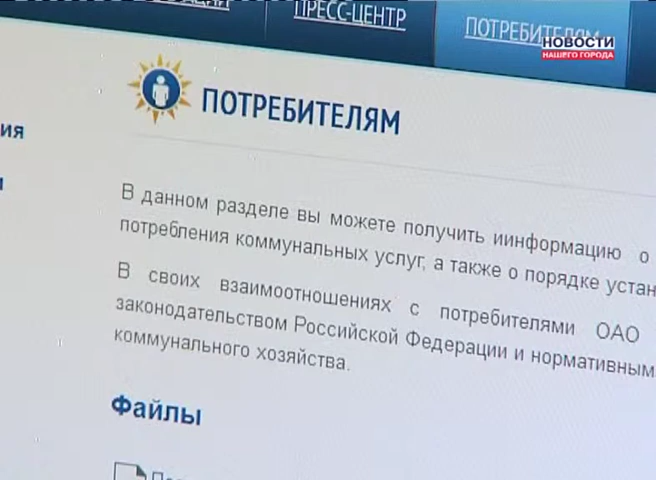 ПРЕСС-ЦЕНТР
ПОТРЕБИТЕЛЯМ
НОВОСТИ
НАШЕГО ГОРОДА
ПОТРЕБИТЕЛЯМ
ия
В данном разделе вы можете получить иинформацию о
потребления коммунальных услуг, а также о порядке устан
В своих взаимоотношениях с потребителями ОАО
законодательством Российской Федерации и нормативным
коммунального хозяйства.
Файлы